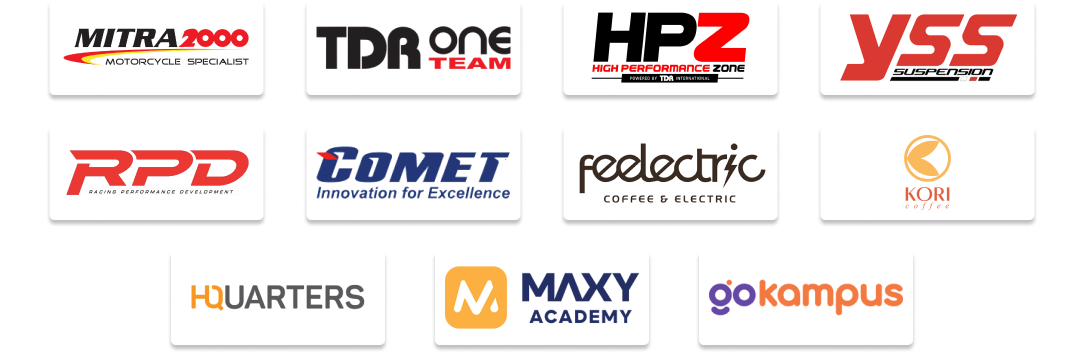 MITRA2000
MOTORCYCLE SPECIALIST
TDR ONE
TEAM
HPZ
HIGH PERFORMANCE ZONE
POWERED BY TDR INTERNATIONAL
YSS
SUSPENSION
RPD
RACING PERFORMANCE DEVELOPMENT
COMET
Innovation for Excellence
feelectric
COFFEE & ELECTRIC
KORI
coffee
HQUARTERS
MAXY
ACADEMY
gokampus